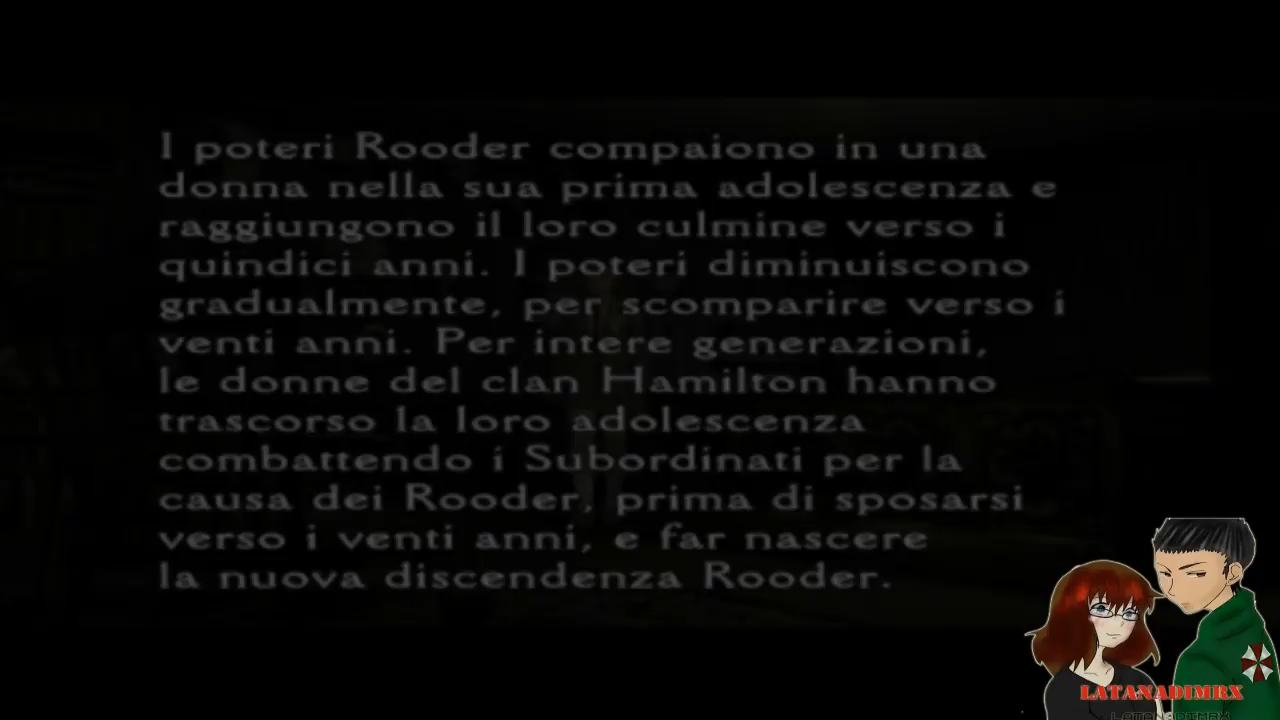 I poteri Rooder compaiono in una
donna nella sua prima adolescenza e
raggiungono il loro culmine verso i
quindici anni. I poteri diminuiscono
gradualmente, per scomparire verso i
venti anni. Per intere generazioni,
le donne del clan Hamilton hanno
trascorso la loro adolescenza
combattendo i Subordinati per la
causa dei Rooder, prima di sposarsi
verso i venti anni, e far nascere
la nuova discendenza Rooder.
LATANADIMRX
LATANADIMRX